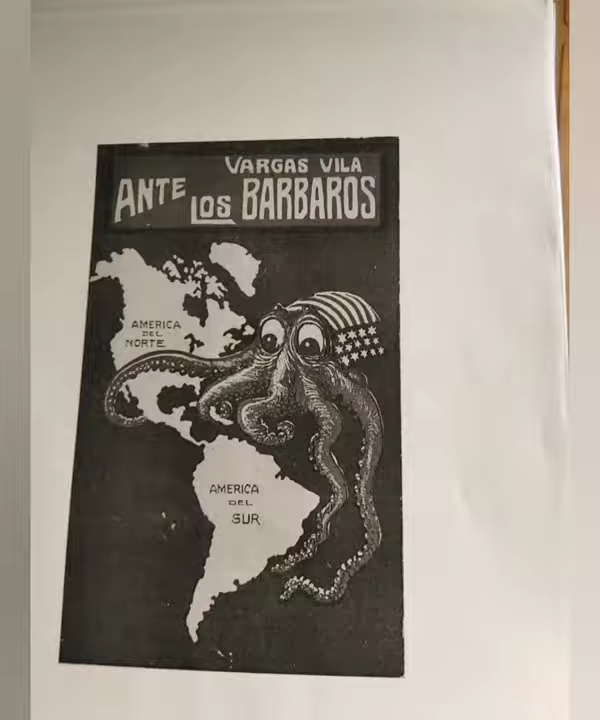 VARGAS VILA
ANTE LOS BARBAROS
AMERICA
DEL
NORTE
AMERICA
DEL
SUR